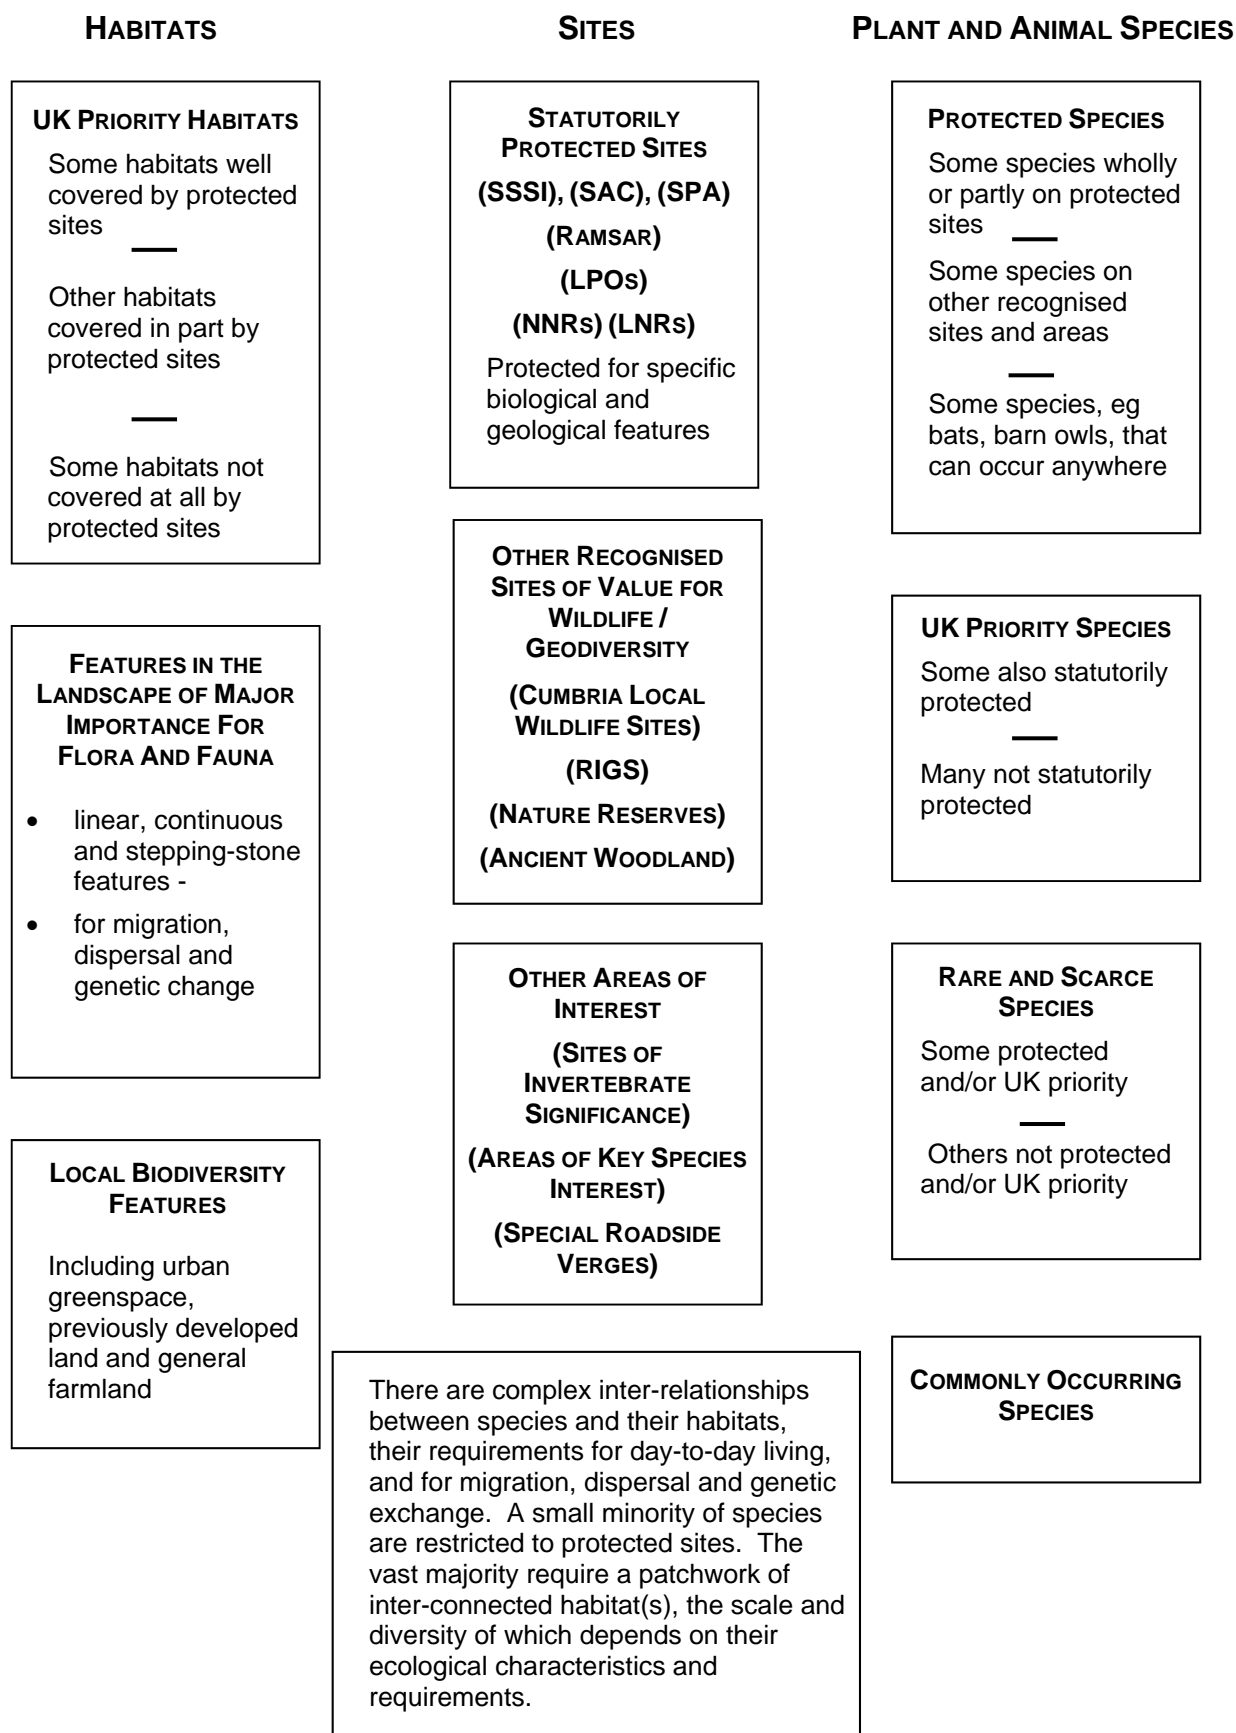 HABITATS
UK PRIORITY HABITATS
Some habitats well
covered by protected
sites
Other habitats
covered in part by
protected sites
Some habitats not
covered at all by
protected sites
FEATURES IN THE
LANDSCAPE OF MAJOR
IMPORTANCE FOR
FLORA AND FAUNA
• linear, continuous
and stepping-stone
features -
• for migration,
dispersal and
genetic change
LOCAL BIODIVERSITY
FEATURES
Including urban
greenspace,
previously developed
land and general
farmland
SITES
STATUTORILY
PROTECTED SITES
(SSSI), (SAC), (SPA)
(RAMSAR)
(LPOS)
(NNRS) (LNRS)
Protected for specific
biological and
geological features
OTHER RECOGNISED
SITES OF VALUE FOR
WILDLIFE /
GEODIVERSITY
(CUMBRIA LOCAL
WILDLIFE SITES)
(RIGS)
(NATURE RESERVES)
(ANCIENT WOODLAND)
OTHER AREAS OF
INTEREST
(SITES OF
INVERTEBRATE
SIGNIFICANCE)
(AREAS OF KEY SPECIES
INTEREST)
(SPECIAL ROADSIDE
VERGES)
PLANT AND ANIMAL SPECIES
PROTECTED SPECIES
Some species wholly
or partly on protected
sites
Some species on
other recognised
sites and areas
Some species, eg
bats, barn owls, that
can occur anywhere
UK PRIORITY SPECIES
Some also statutorily
protected
Many not statutorily
protected
RARE AND SCARCE
SPECIES
Some protected
and/or UK priority
Others not protected
and/or UK priority
COMMONLY OCCURRING
SPECIES
There are complex inter-relationships
between species and their habitats,
their requirements for day-to-day living,
and for migration, dispersal and genetic
exchange. A small minority of species
are restricted to protected sites. The
vast majority require a patchwork of
inter-connected habitat(s), the scale and
diversity of which depends on their
ecological characteristics and
requirements.